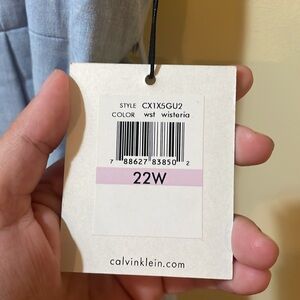 STYLE CX1X5GU2
COLOR wst wisteria
7 88627 83850 2
22W
calvinklein.com